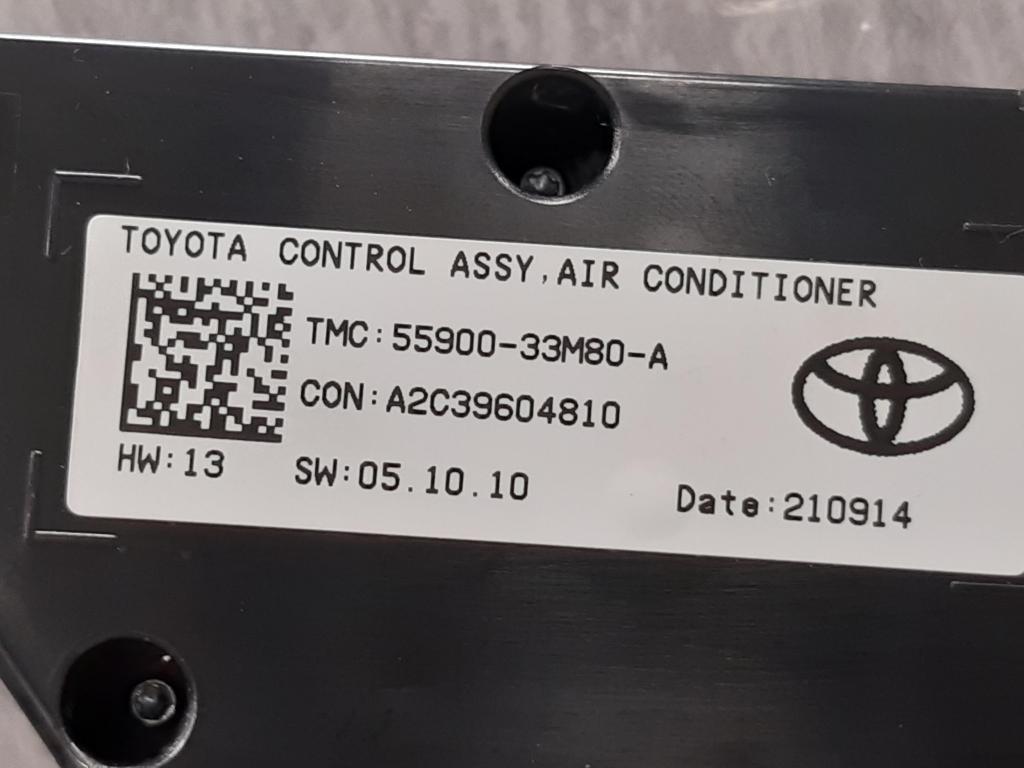 TOYOTA CONTROL ASSY,AIR CONDITIONER
TMC:55900-33M80-A
CON:A2C39604810
HW:13 SW:05.10.10
Date:210914